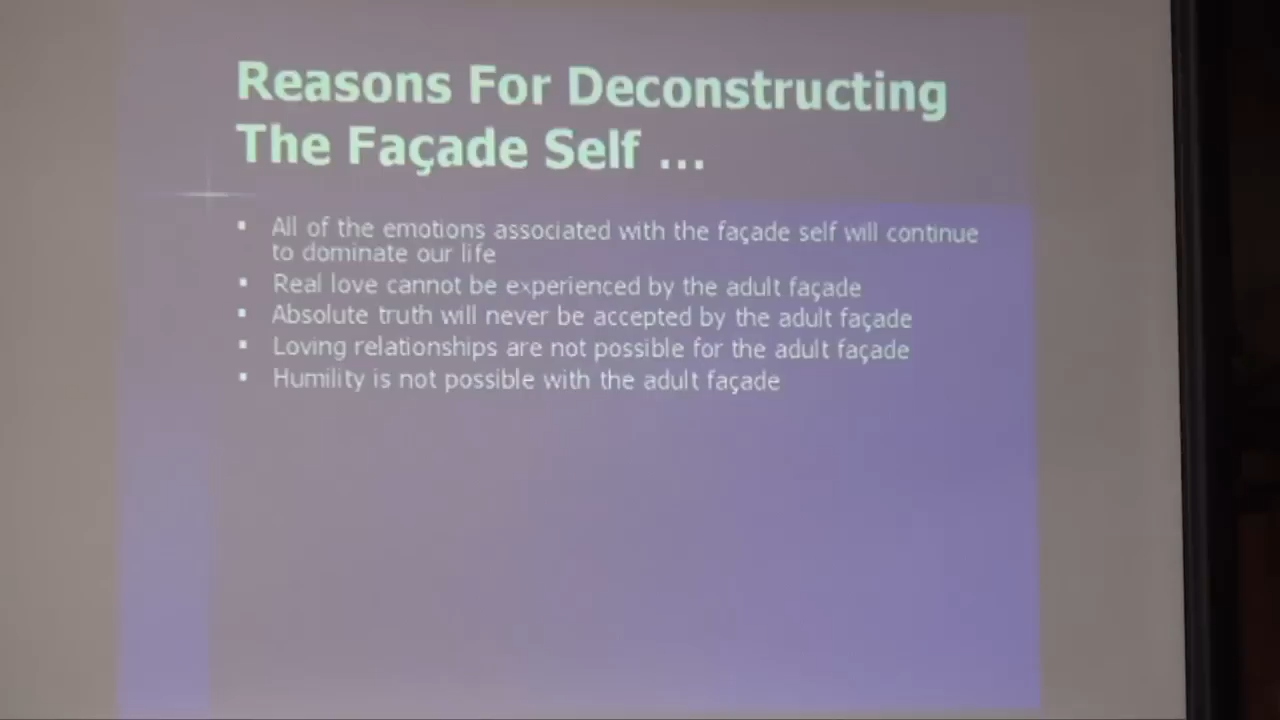 Reasons For Deconstructing
The Façade Self ...
▪ All of the emotions associated with the façade self will continue
to dominate our life
▪ Real love cannot be experienced by the adult façade
▪ Absolute truth will never be accepted by the adult façade
▪ Loving relationships are not possible for the adult façade
▪ Humility is not possible with the adult façade